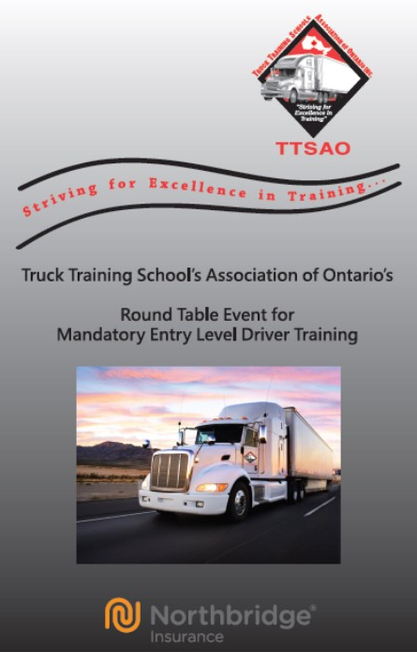 TRUCK TRAINING SCHOOLS ASSOCIATION OF ONTARIO INC.
"Striving for
Excellence in
Training"
TTSAO
Striving for Excellence in Training...
Truck Training School's Association of Ontario's
Round Table Event for
Mandatory Entry Level Driver Training
Northbridge®
Insurance